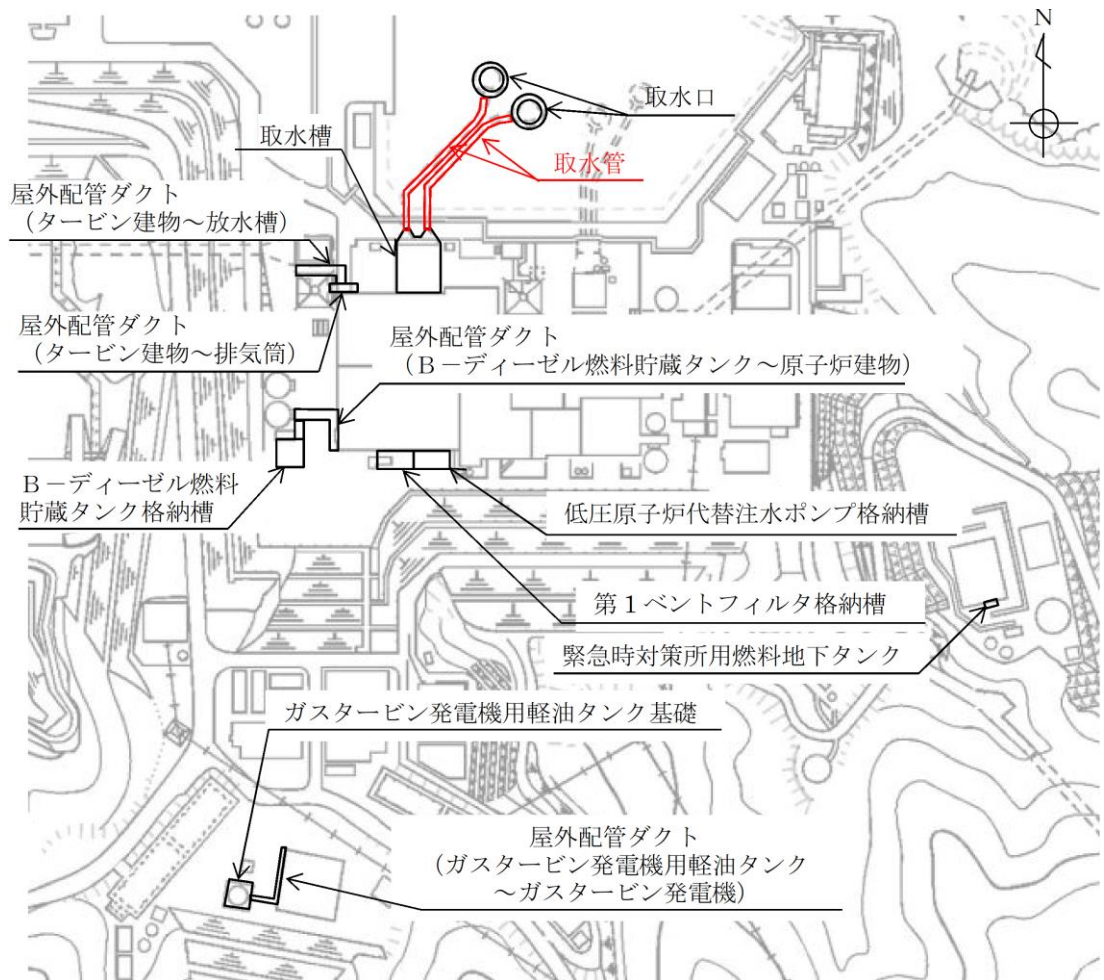 N
取水口
取水槽
取水管
屋外配管ダクト
（タービン建物～放水槽）
屋外配管ダクト
（タービン建物～排気筒）
屋外配管ダクト
（Ｂ－ディーゼル燃料貯蔵タンク～原子炉建物）
Ｂ－ディーゼル燃料
貯蔵タンク格納槽
低圧原子炉代替注水ポンプ格納槽
第１ベントフィルタ格納槽
緊急時対策所用燃料地下タンク
ガスタービン発電機用軽油タンク基礎
屋外配管ダクト
（ガスタービン発電機用軽油タンク
～ガスタービン発電機）